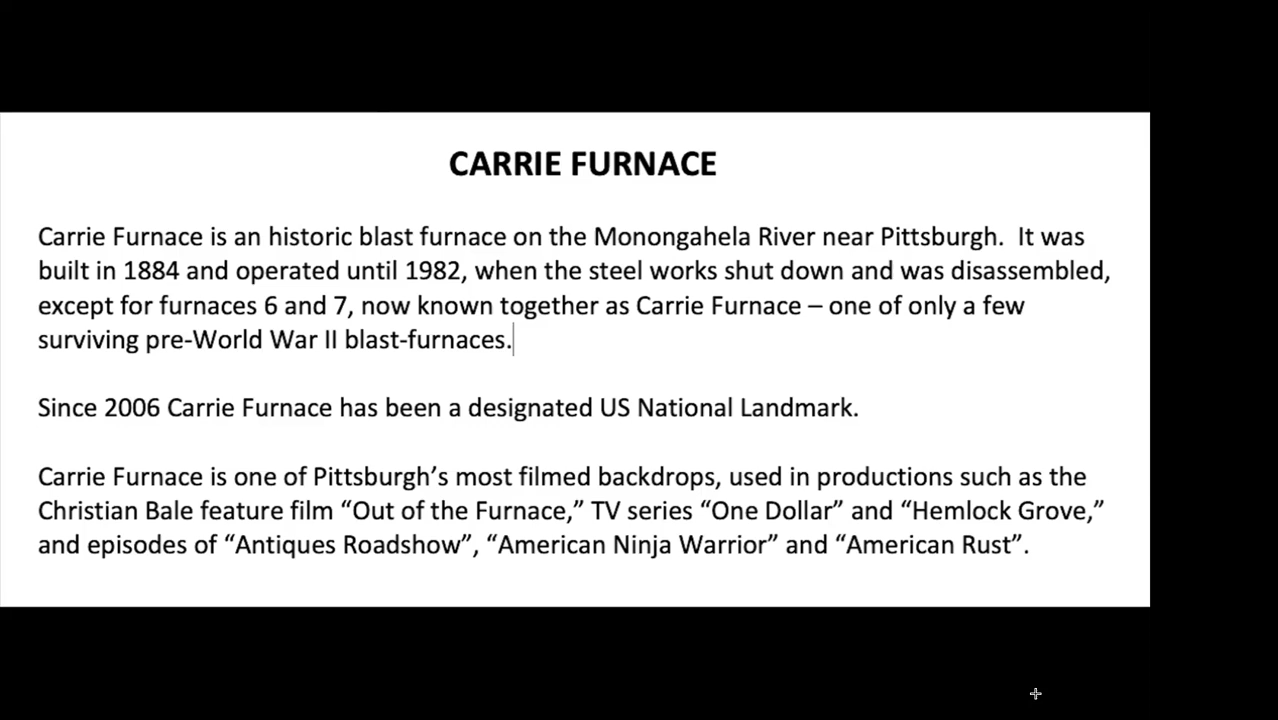 CARRIE FURNACE
Carrie Furnace is an historic blast furnace on the Monongahela River near Pittsburgh.  It was
built in 1884 and operated until 1982, when the steel works shut down and was disassembled,
except for furnaces 6 and 7, now known together as Carrie Furnace – one of only a few
surviving pre-World War II blast-furnaces.
Since 2006 Carrie Furnace has been a designated US National Landmark.
Carrie Furnace is one of Pittsburgh’s most filmed backdrops, used in productions such as the
Christian Bale feature film “Out of the Furnace,” TV series “One Dollar” and “Hemlock Grove,”
and episodes of “Antiques Roadshow”, “American Ninja Warrior” and “American Rust”.